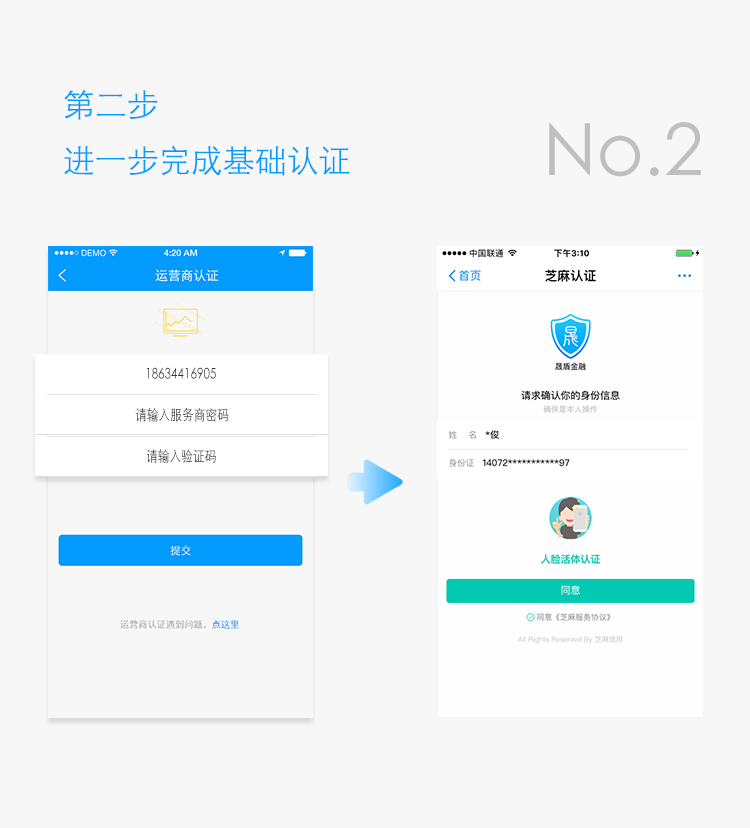 第二步
进一步完成基础认证
No.2
DEMO
4:20 AM
运营商认证
18634416905
请输入服务商密码
请输入验证码
提交
运营商认证遇到问题，点这里
中国联通
下午3:10
首页
芝麻认证
晟
晟盾金融
请求确认你的身份信息
确保是本人操作
姓 名 *俊
身份证 14072***********97
人脸活体认证
同意
同意《芝麻服务协议》
All Rights Reserved By 芝麻信用